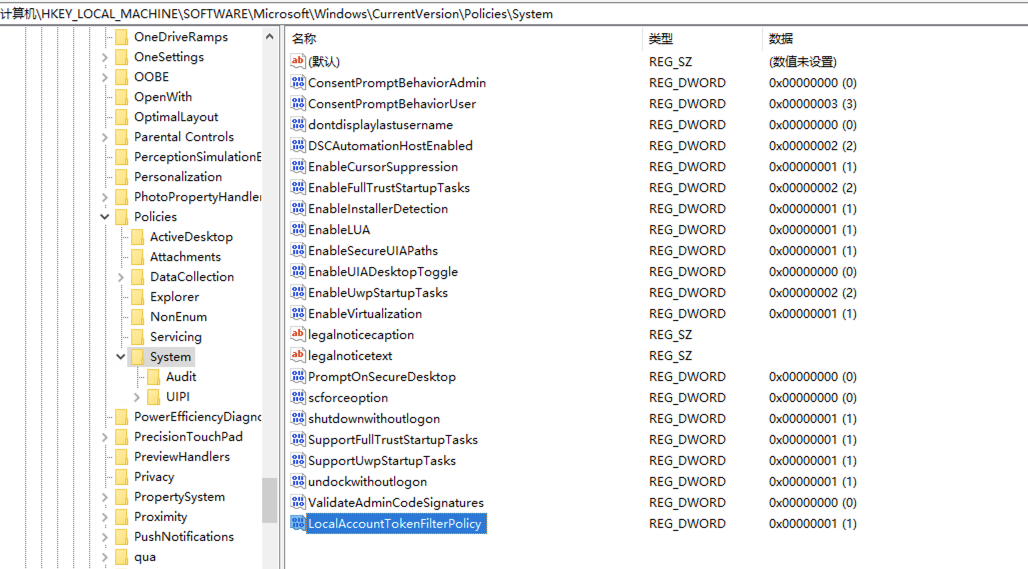 计算机\HKEY_LOCAL_MACHINE\SOFTWARE\Microsoft\Windows\CurrentVersion\Policies\System
OneDriveRamps
OneSettings
OOBE
OpenWith
OptimalLayout
Parental Controls
PerceptionSimulationE
Personalization
PhotoPropertyHandler
Policies
ActiveDesktop
Attachments
DataCollection
Explorer
NonEnum
Servicing
System
Audit
UIPI
PowerEfficiencyDiagno
PrecisionTouchPad
PreviewHandlers
Privacy
PropertySystem
Proximity
PushNotifications
qua
名称 类型 数据
(默认) REG_SZ (数值未设置)
ConsentPromptBehaviorAdmin REG_DWORD 0x00000000 (0)
ConsentPromptBehaviorUser REG_DWORD 0x00000003 (3)
dontdisplaylastusername REG_DWORD 0x00000000 (0)
DSCAutomationHostEnabled REG_DWORD 0x00000002 (2)
EnableCursorSuppression REG_DWORD 0x00000001 (1)
EnableFullTrustStartupTasks REG_DWORD 0x00000002 (2)
EnableInstallerDetection REG_DWORD 0x00000001 (1)
EnableLUA REG_DWORD 0x00000001 (1)
EnableSecureUIAPaths REG_DWORD 0x00000001 (1)
EnableUIADesktopToggle REG_DWORD 0x00000000 (0)
EnableUwpStartupTasks REG_DWORD 0x00000002 (2)
EnableVirtualization REG_DWORD 0x00000001 (1)
legalnoticecaption REG_SZ
legalnoticetext REG_SZ
PromptOnSecureDesktop REG_DWORD 0x00000000 (0)
scforceoption REG_DWORD 0x00000000 (0)
shutdownwithoutlogon REG_DWORD 0x00000001 (1)
SupportFullTrustStartupTasks REG_DWORD 0x00000001 (1)
SupportUwpStartupTasks REG_DWORD 0x00000001 (1)
undockwithoutlogon REG_DWORD 0x00000001 (1)
ValidateAdminCodeSignatures REG_DWORD 0x00000000 (0)
LocalAccountTokenFilterPolicy REG_DWORD 0x00000001 (1)